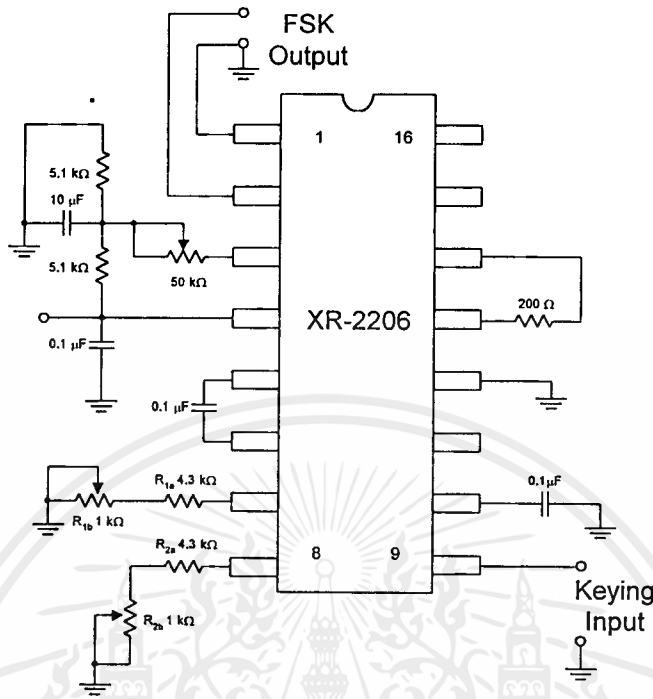 FSK
Output
1
16
5.1 kΩ
10 µF
5.1 kΩ
50 kΩ
XR-2206
200 Ω
0.1 µF
0.1 µF
0.1µF
R1a 4.3 kΩ
R1b 1 kΩ
R2a 4.3 kΩ
8
9
Keying
Input
R2b 1 kΩ